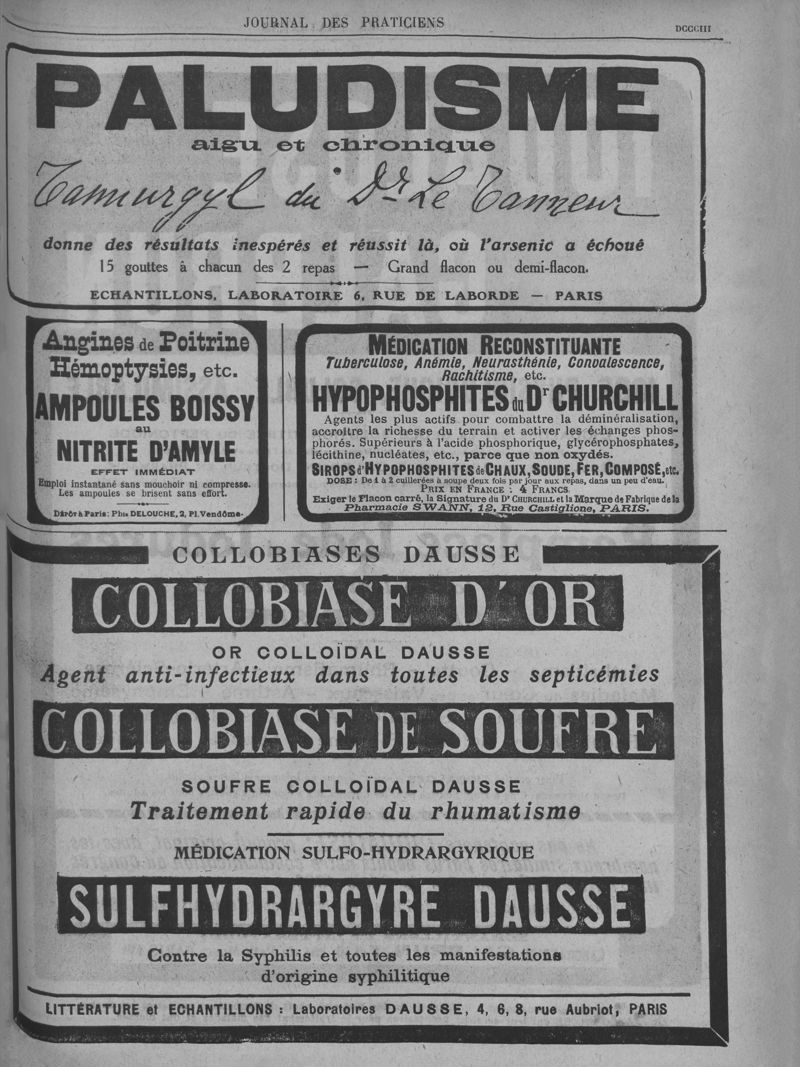 JOURNAL DES PRATICIENS
DCCCIII
PALUDISME
aigu et chronique
Tannurgyl du Dr Le Tanneur
donne des résultats inespérés et réussit là, où l'arsenic a échoué
15 gouttes à chacun des 2 repas — Grand flacon ou demi-flacon.
ECHANTILLONS, LABORATOIRE 6, RUE DE LABORDE — PARIS
Angines de Poitrine
Hémoptysies, etc.
AMPOULES BOISSY
au
NITRITE D'AMYLE
EFFET IMMÉDIAT
Emploi instantané sans mouchoir ni compresse.
Les ampoules se brisent sans effort.
Dépôt à Paris: Phie DELOUCHE, 2, Pl. Vendôme.
MÉDICATION RECONSTITUANTE
Tuberculose, Anémie, Neurasthénie, Convalescence,
Rachitisme, etc.
HYPOPHOSPHITES du Dr CHURCHILL
Agents les plus actifs pour combattre la déminéralisation,
accroître la richesse du terrain et activer les échanges phos-
phorés. Supérieurs à l'acide phosphorique, glycérophosphates,
lécithine, nucléates, etc., parce que non oxydés.
SIROPS d'HYPOPHOSPHITES de CHAUX, SOUDE, FER, COMPOSÉ, etc.
DOSE: De 1 à 2 cuillerées à soupe deux fois par jour aux repas, dans un peu d'eau.
PRIX EN FRANCE: 4 FRANCS
Exiger le Flacon carré, la Signature du Dr CHURCHILL et la Marque de Fabrique de la
Pharmacie SWANN, 12, Rue Castiglione, PARIS.
COLLOBIASES DAUSSE
COLLOBIASE D'OR
OR COLLOÏDAL DAUSSE
Agent anti-infectieux dans toutes les septicémies
COLLOBIASE DE SOUFRE
SOUFRE COLLOÏDAL DAUSSE
Traitement rapide du rhumatisme
MÉDICATION SULFO-HYDRARGYRIQUE
SULFHYDRARGYRE DAUSSE
Contre la Syphilis et toutes les manifestations
d'origine syphilitique
LITTÉRATURE et ECHANTILLONS: Laboratoires DAUSSE, 4, 6, 8, rue Aubriot, PARIS